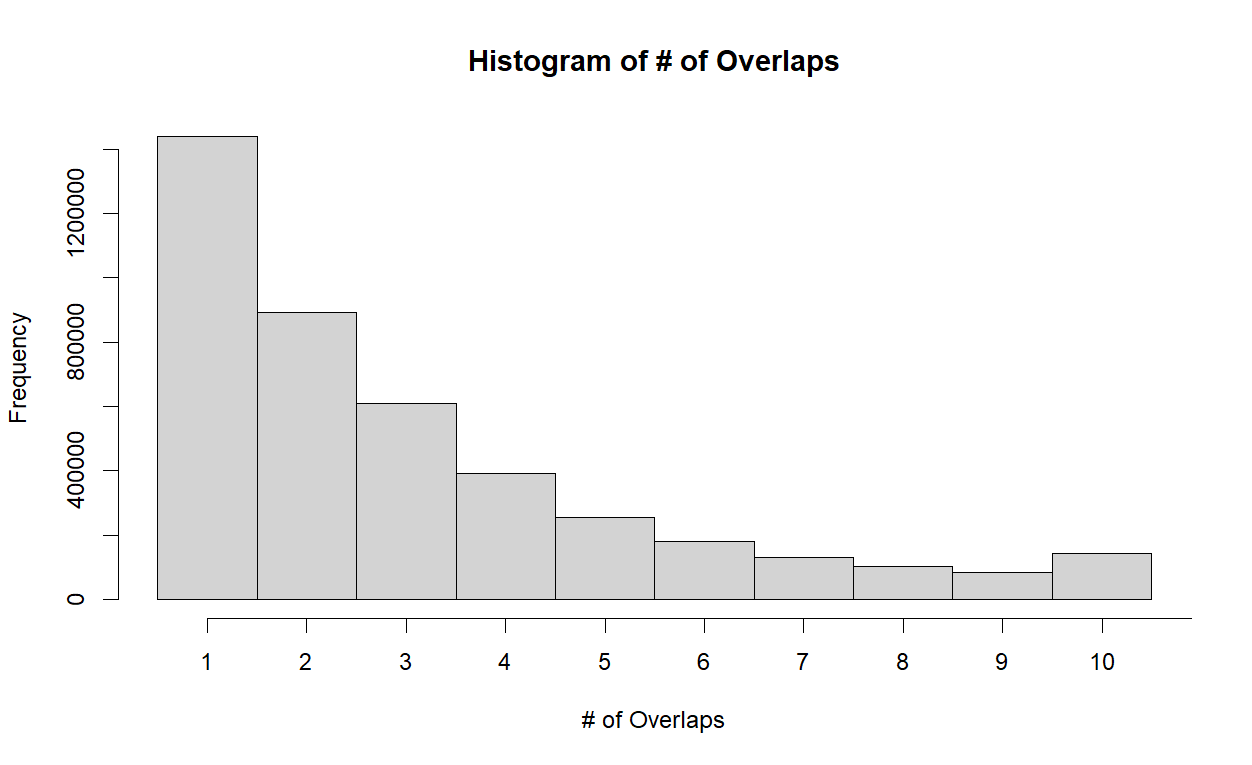 Histogram of # of Overlaps
Frequency
1200000
800000
400000
0
1 2 3 4 5 6 7 8 9 10
# of Overlaps